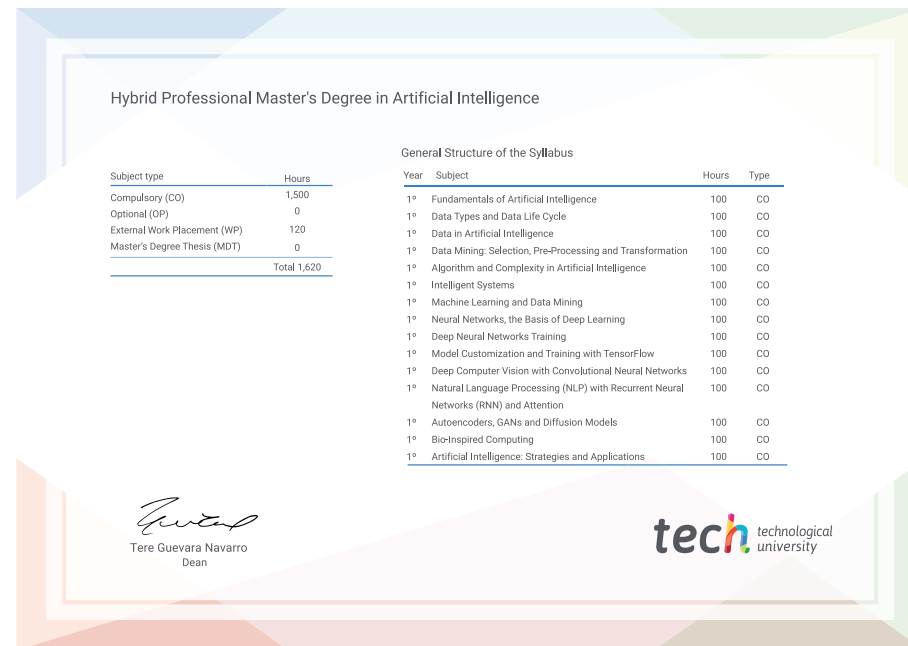 Hybrid Professional Master's Degree in Artificial Intelligence
Subject type Hours
Compulsory (CO) 1,500
Optional (OP) 0
External Work Placement (WP) 120
Master's Degree Thesis (MDT) 0
Total 1,620
General Structure of the Syllabus
Year Subject Hours Type
1º Fundamentals of Artificial Intelligence 100 CO
1º Data Types and Data Life Cycle 100 CO
1º Data in Artificial Intelligence 100 CO
1º Data Mining: Selection, Pre-Processing and Transformation 100 CO
1º Algorithm and Complexity in Artificial Intelligence 100 CO
1º Intelligent Systems 100 CO
1º Machine Learning and Data Mining 100 CO
1º Neural Networks, the Basis of Deep Learning 100 CO
1º Deep Neural Networks Training 100 CO
1º Model Customization and Training with TensorFlow 100 CO
1º Deep Computer Vision with Convolutional Neural Networks 100 CO
1º Natural Language Processing (NLP) with Recurrent Neural 100 CO
Networks (RNN) and Attention
1º Autoencoders, GANs and Diffusion Models 100 CO
1º Bio-Inspired Computing 100 CO
1º Artificial Intelligence: Strategies and Applications 100 CO
Tere Guevara Navarro
Dean
tech technological
university